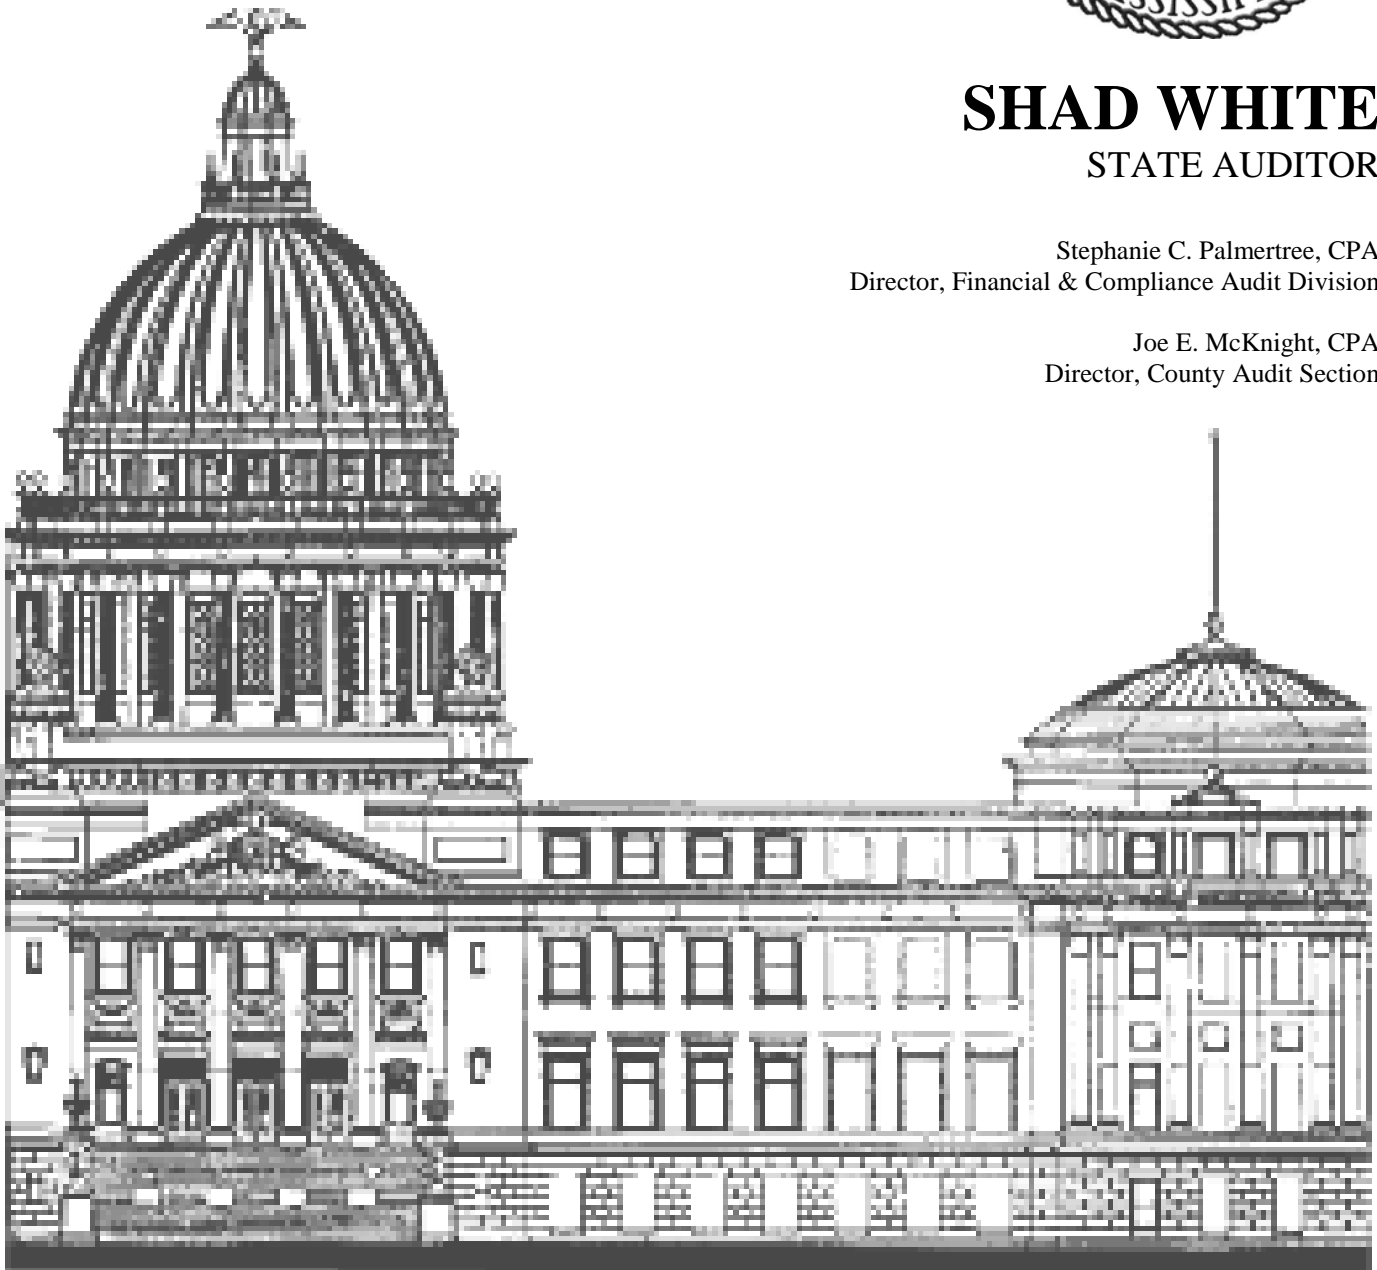 SHAD WHITE
STATE AUDITOR
Stephanie C. Palmertree, CPA
Director, Financial & Compliance Audit Division
Joe E. McKnight, CPA
Director, County Audit Section